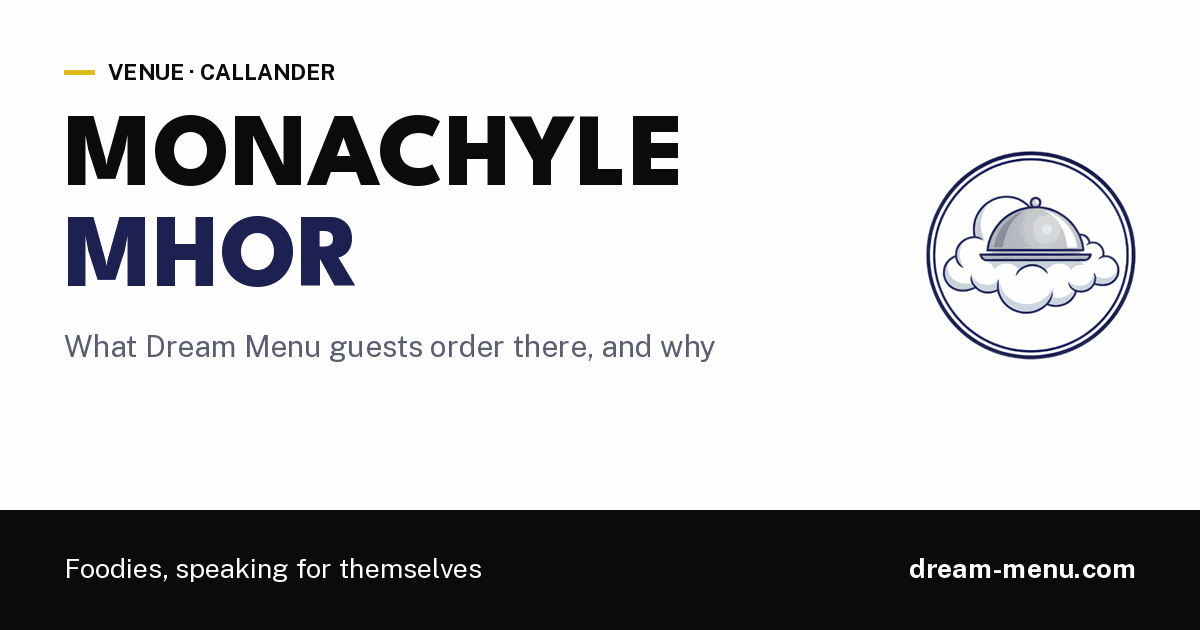 VENUE · CALLANDER
MONACHYLE
MHOR
What Dream Menu guests order there, and why
Foodies, speaking for themselves
dream-menu.com